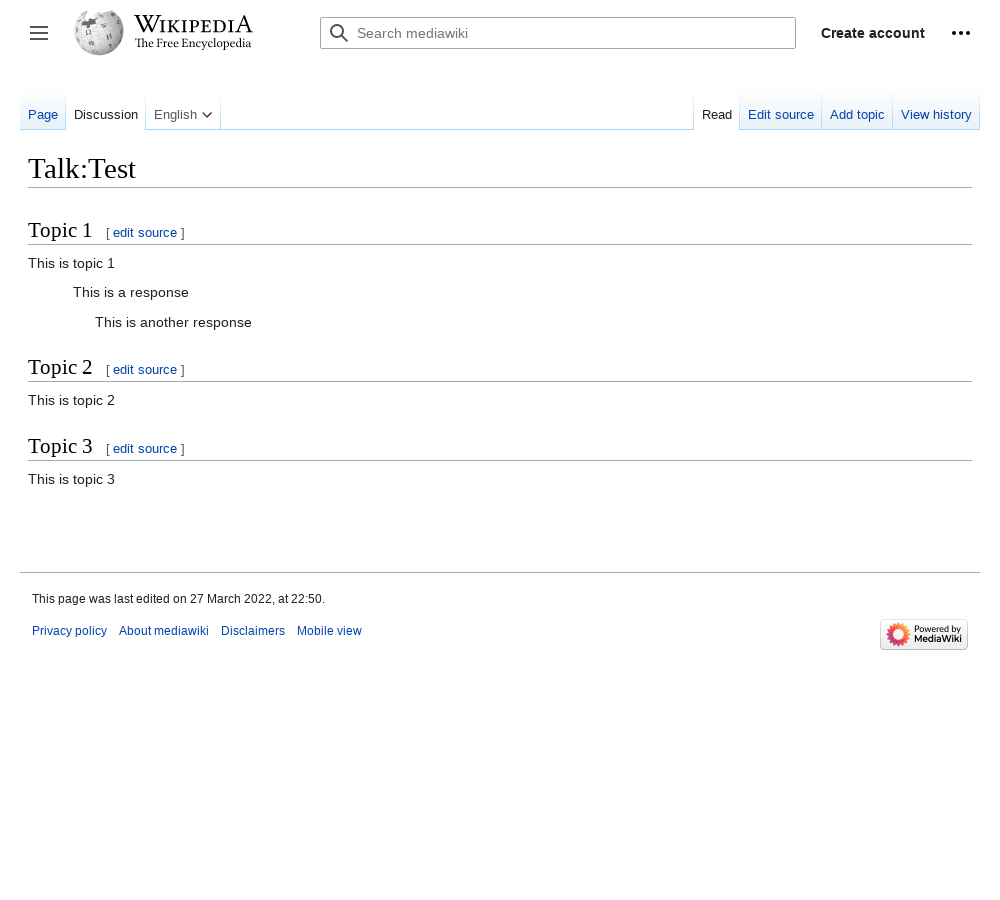 WIKIPEDIA
The Free Encyclopedia
Search mediawiki
Create account
Page Discussion English Read Edit source Add topic View history
Talk:Test
Topic 1 [ edit source ]
This is topic 1
This is a response
This is another response
Topic 2 [ edit source ]
This is topic 2
Topic 3 [ edit source ]
This is topic 3
This page was last edited on 27 March 2022, at 22:50.
Privacy policy About mediawiki Disclaimers Mobile view
Powered by
MediaWiki